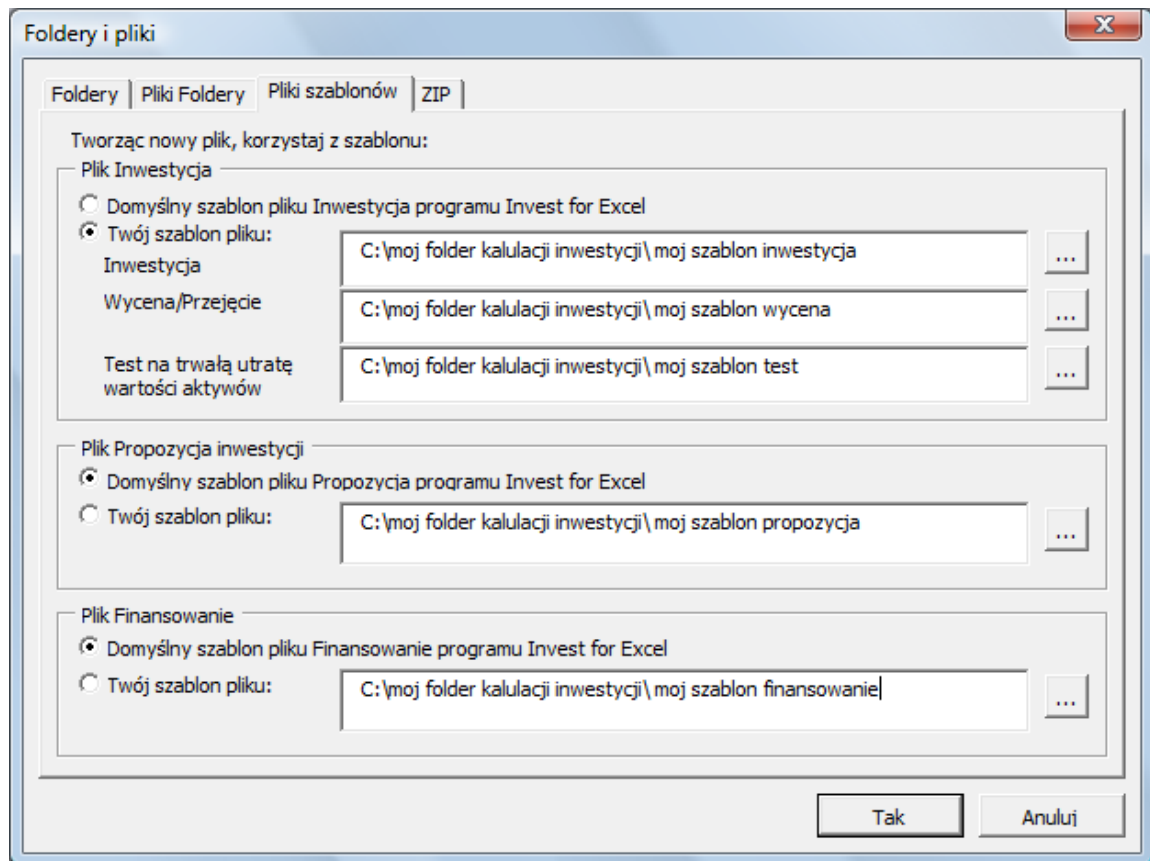 Foldery i pliki
Foldery Pliki Foldery Pliki szablonów ZIP
Tworząc nowy plik, korzystaj z szablonu:
Plik Inwestycja
Domyślny szablon pliku Inwestycja programu Invest for Excel
Twój szablon pliku:
Inwestycja
C:\moj folder kalulacji inwestycji\ moj szablon inwestycja
...
Wycena/Przejęcie
C:\moj folder kalulacji inwestycji\ moj szablon wycena
...
Test na trwałą utratę
wartości aktywów
C:\moj folder kalulacji inwestycji\ moj szablon test
...
Plik Propozycja inwestycji
Domyślny szablon pliku Propozycja programu Invest for Excel
Twój szablon pliku:
C:\moj folder kalulacji inwestycji\ moj szablon propozycja
...
Plik Finansowanie
Domyślny szablon pliku Finansowanie programu Invest for Excel
Twój szablon pliku:
C:\moj folder kalulacji inwestycji\ moj szablon finansowanie
...
Tak Anuluj